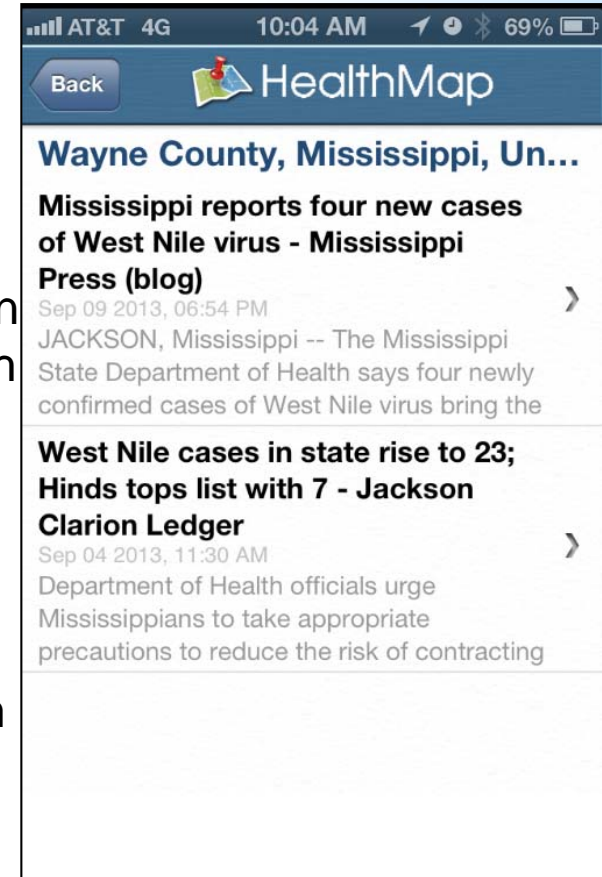 AT&T 4G 10:04 AM 69%
Back HealthMap
Wayne County, Mississippi, Un...
Mississippi reports four new cases
of West Nile virus - Mississippi
Press (blog)
Sep 09 2013, 06:54 PM
JACKSON, Mississippi -- The Mississippi
State Department of Health says four newly
confirmed cases of West Nile virus bring the
West Nile cases in state rise to 23;
Hinds tops list with 7 - Jackson
Clarion Ledger
Sep 04 2013, 11:30 AM
Department of Health officials urge
Mississippians to take appropriate
precautions to reduce the risk of contracting